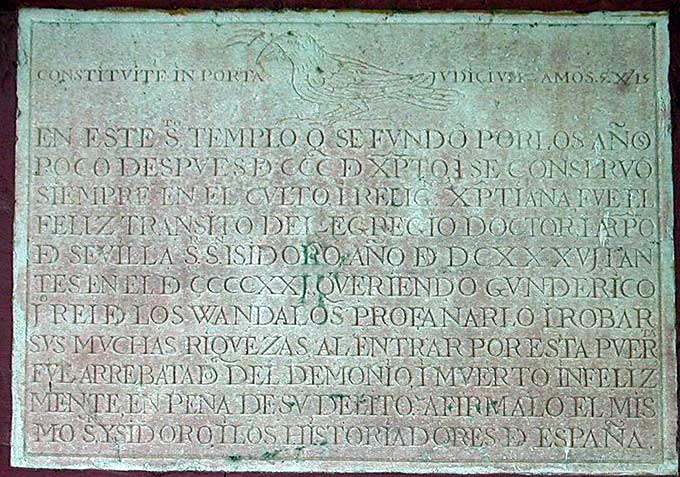 CONSTITVITE IN PORTA JVDICIVM AMOS. 5. X/15
EN ESTE S.TO TEMPLO Q SE FVNDO POR LOS AÑOS
POCO DESPVES D CCC D XPTO, I SE CONSERVO
SIEMPRE EN EL CVLTO I RELIG. XPTIANA FVE EL
FELIZ TRANSITO DEL EGREGIO DOCTOR I ARPO
D SEVILLA S. S. ISIDORO, AÑO D DCXXXVJ. I AN
TES EN EL D CCCCXXJ. QVERIENDO GVNDERICO
REI D LOS WANDALOS PROFANARLO I ROBAR
SVS MVCHAS RIQVEZAS AL ENTRAR POR ESTA PVERTA
FVE ARREBATAD DEL DEMONIO, I MVERTO INFELIZ
MENTE, EN PENA DE SV DELITO. AFIRMALO EL MIS
MO S. YSIDORO I LOS HISTORIADORES D ESPAÑA.